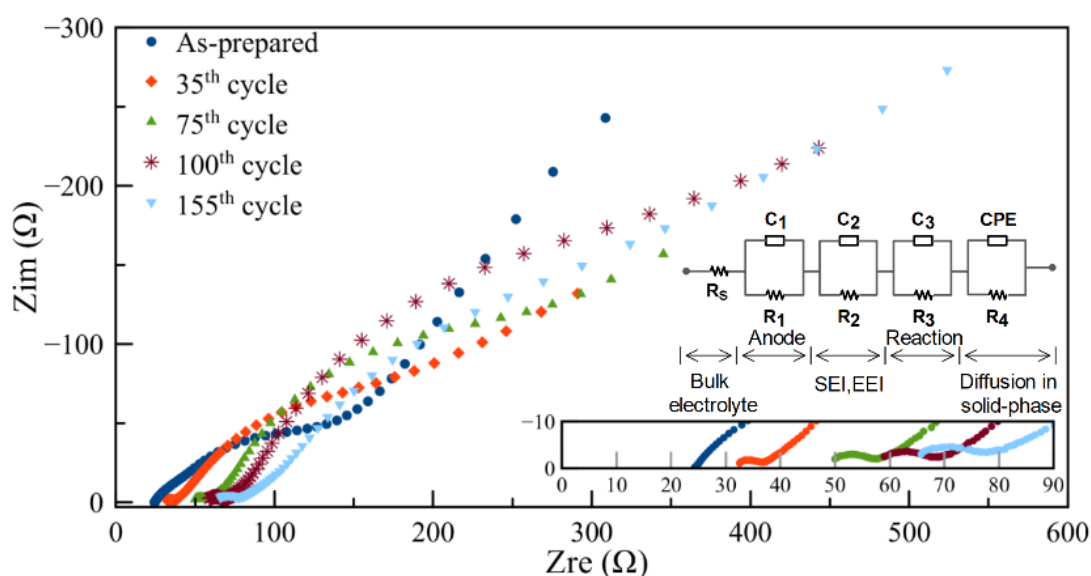 −300
As-prepared
35th cycle
75th cycle
100th cycle
155th cycle
−200
−100
0
Zim (Ω)
C1 C2 C3 CPE
Rs
R1 R2 R3 R4
Anode Reaction
Bulk electrolyte
SEI,EEI
Diffusion in solid-phase
−10
0
0 10 20 30 40 50 60 70 80 90
0 100 200 300 400 500 600
Zre (Ω)